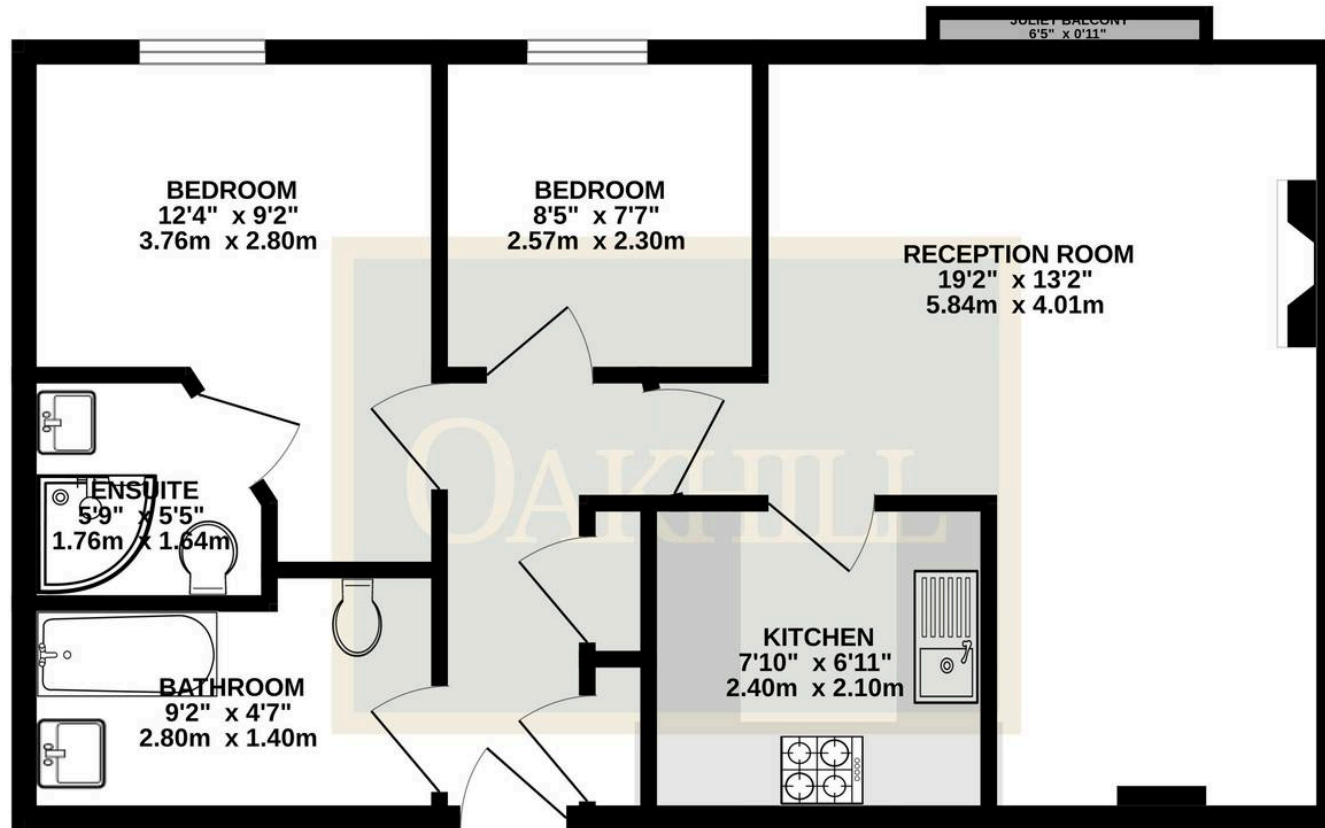 JULIET BALCONY
6'5" x 0'11"
BEDROOM
12'4" x 9'2"
3.76m x 2.80m
BEDROOM
8'5" x 7'7"
2.57m x 2.30m
RECEPTION ROOM
19'2" x 13'2"
5.84m x 4.01m
OAKHILL
ENSUITE
5'9" x 5'5"
1.76m x 1.64m
KITCHEN
7'10" x 6'11"
2.40m x 2.10m
BATHROOM
9'2" x 4'7"
2.80m x 1.40m